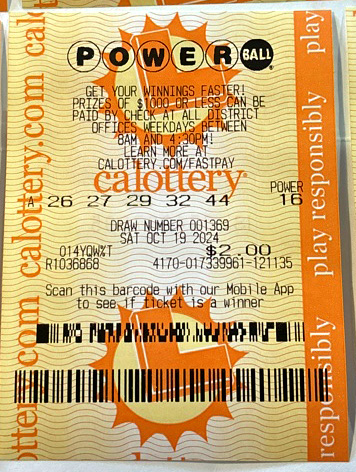 POWER BALL
GET YOUR WINNINGS FASTER!
PRIZES OF $1000 OR LESS CAN BE
PAID BY CHECK AT ALL DISTRICT
OFFICES WEEKDAYS BETWEEN
8AM AND 4:30PM!
LEARN MORE AT
CALOTTERY.COM/FASTPAY
calottery
POWER
A 26 27 29 32 44 16
DRAW NUMBER 001369
SAT OCT 19 2024
014YQW%T $2.00
R1036868 4170-017339961-121135
Scan this barcode with our Mobile App
to see if ticket is a winner
calottery.com
play responsibly
play